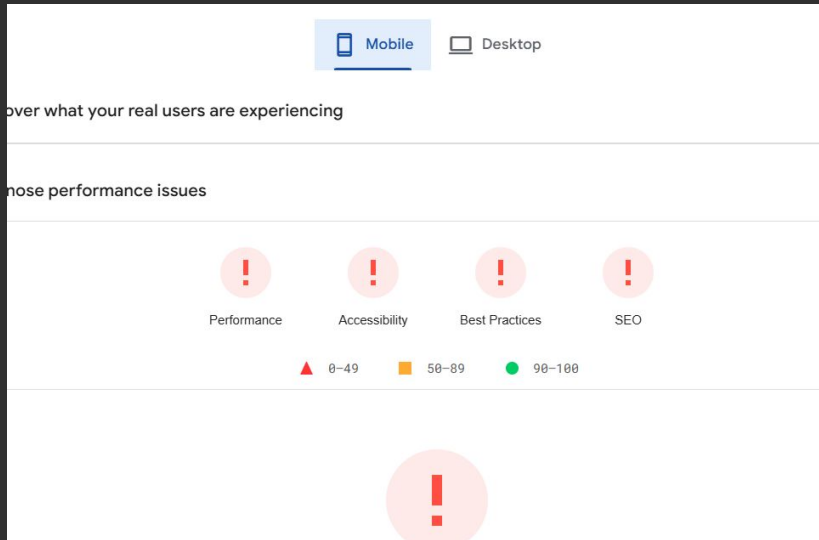 Mobile Desktop
over what your real users are experiencing
nose performance issues
! ! ! !
Performance Accessibility Best Practices SEO
0–49 50–89 90–100
!